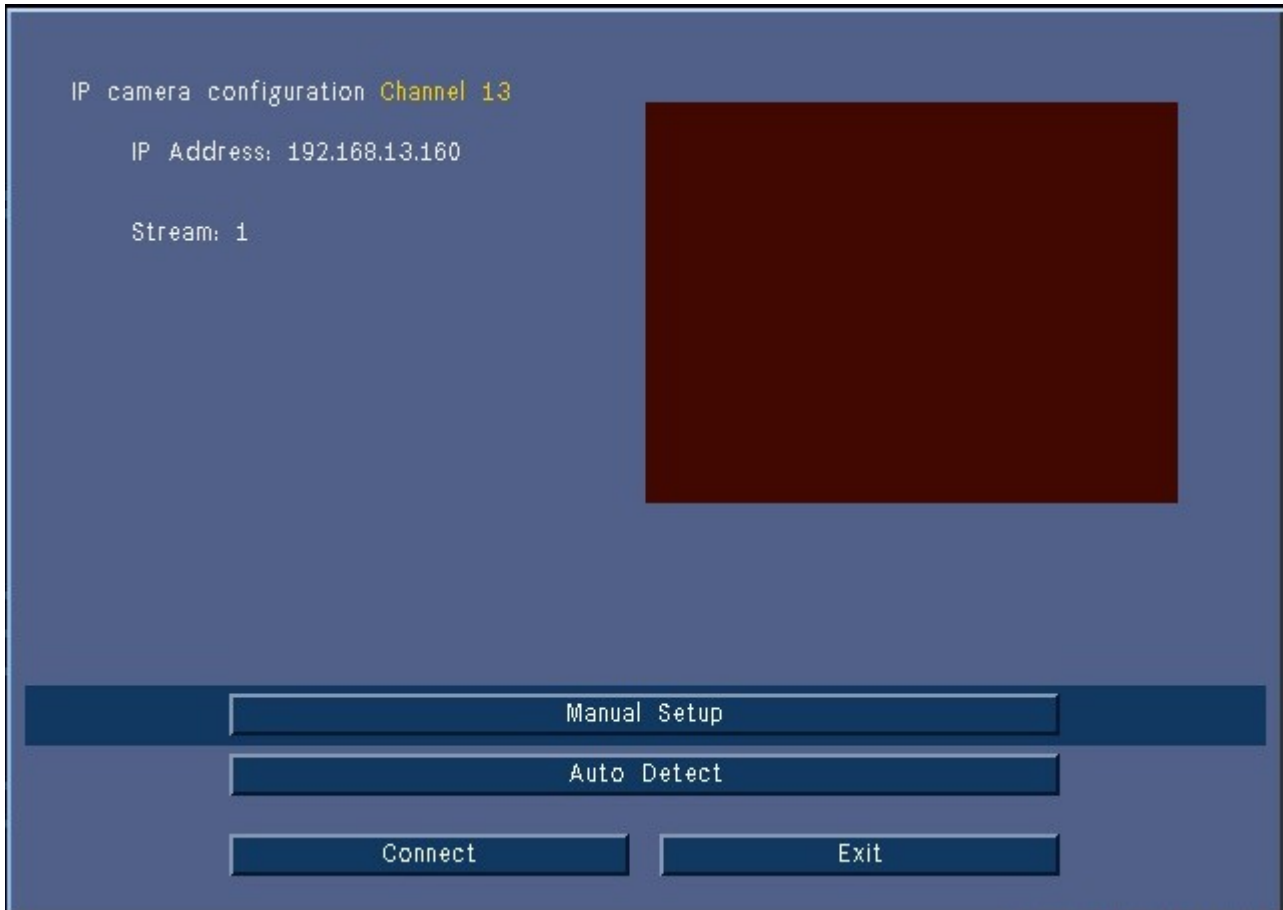 IP camera configuration Channel 13
IP Address: 192.168.13.160
Stream: 1
Manual Setup
Auto Detect
Connect
Exit